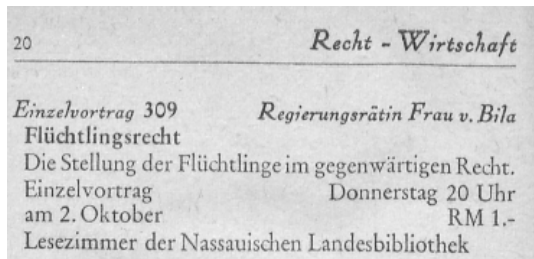 20 Recht - Wirtschaft
Einzelvortrag 309 Regierungsrätin Frau v. Bila
Flüchtlingsrecht
Die Stellung der Flüchtlinge im gegenwärtigen Recht.
Einzelvortrag Donnerstag 20 Uhr
am 2. Oktober RM 1.-
Lesezimmer der Nassauischen Landesbibliothek